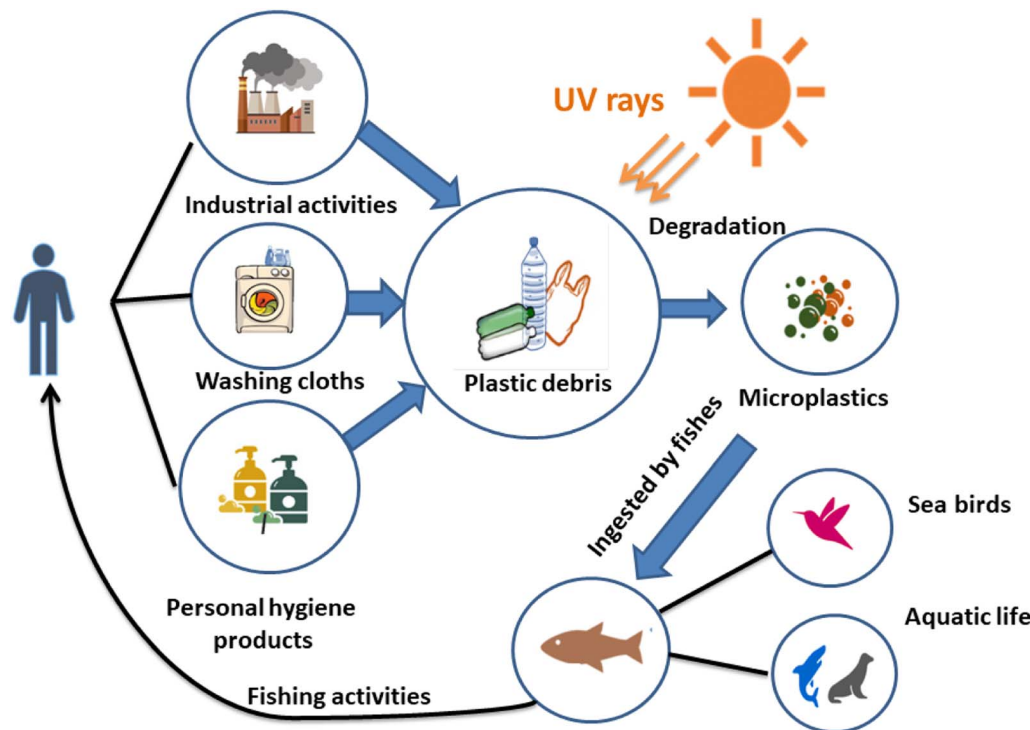 UV rays
Industrial activities
Degradation
Washing cloths
Plastic debris
Microplastics
Ingested by fishes
Sea birds
Personal hygiene
products
Aquatic life
Fishing activities